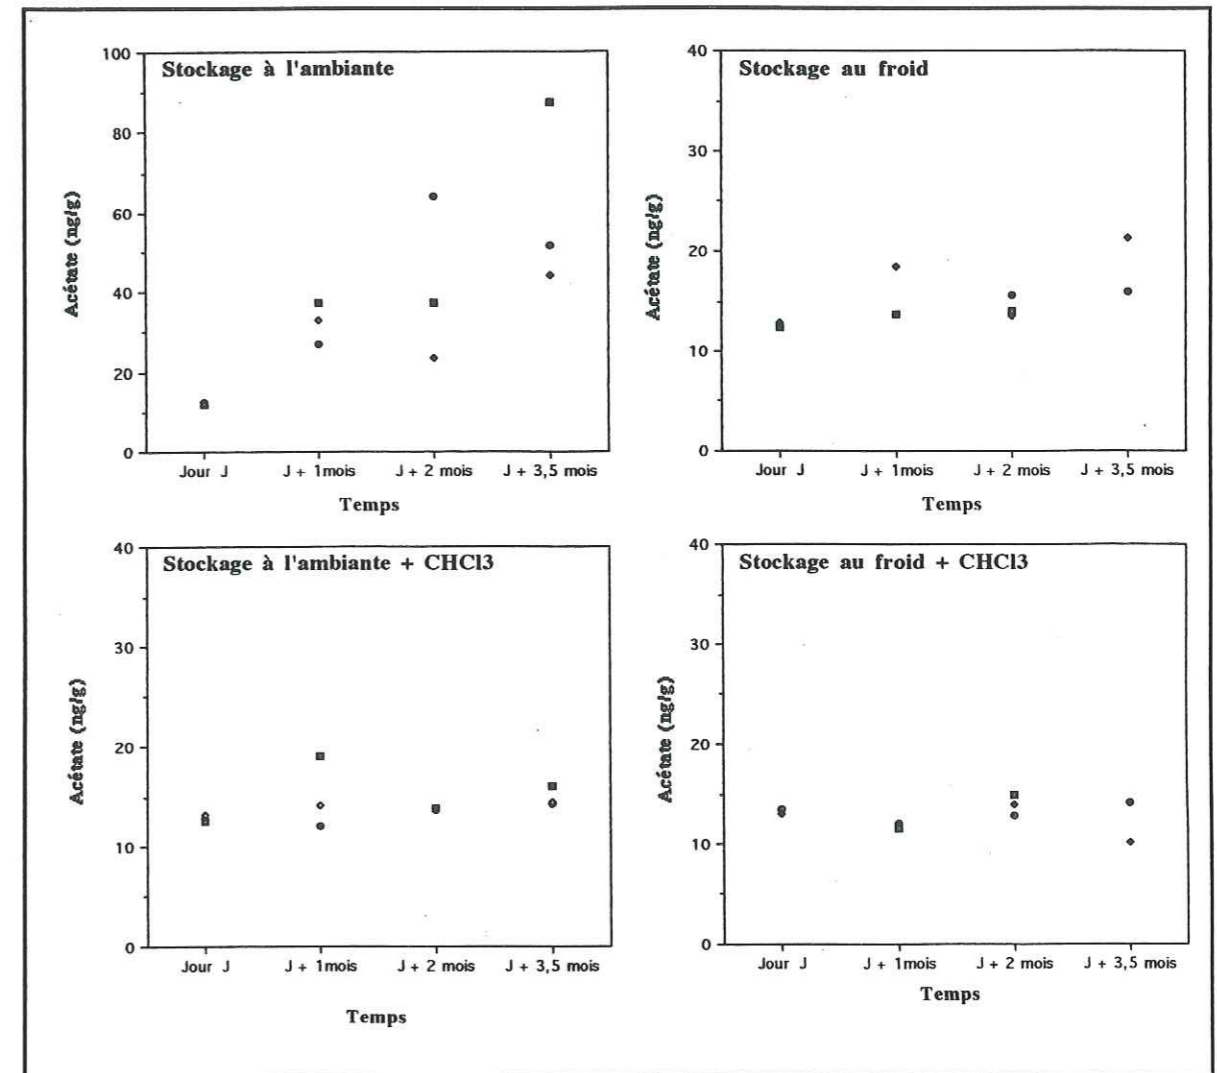 Stockage à l'ambiante
100
80
60
40
20
0
Acétate (ng/g)
Jour J
J + 1mois
J + 2 mois
J + 3,5 mois
Temps
Stockage au froid
40
30
20
10
0
Acétate (ng/g)
Jour J
J + 1mois
J + 2 mois
J + 3,5 mois
Temps
Stockage à l'ambiante + CHCl3
40
30
20
10
0
Acétate (ng/g)
Jour J
J + 1mois
J + 2 mois
J + 3,5 mois
Temps
Stockage au froid + CHCl3
40
30
20
10
0
Acétate (ng/g)
Jour J
J + 1mois
J + 2 mois
J + 3,5 mois
Temps